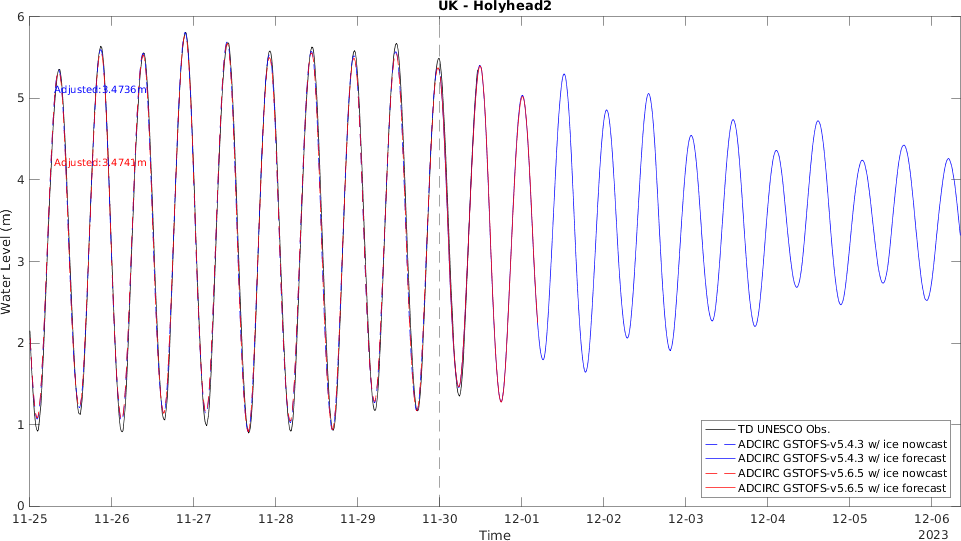 UK - Holyhead2
6
5
4
3
2
1
0
Water Level (m)
Adjusted:3.4736m
Adjusted:3.4741m
TD UNESCO Obs.
ADCIRC GSTOFS-v5.4.3 w/ ice nowcast
ADCIRC GSTOFS-v5.4.3 w/ ice forecast
ADCIRC GSTOFS-v5.6.5 w/ ice nowcast
ADCIRC GSTOFS-v5.6.5 w/ ice forecast
11-25 11-26 11-27 11-28 11-29 11-30 12-01 12-02 12-03 12-04 12-05 12-06
Time
2023